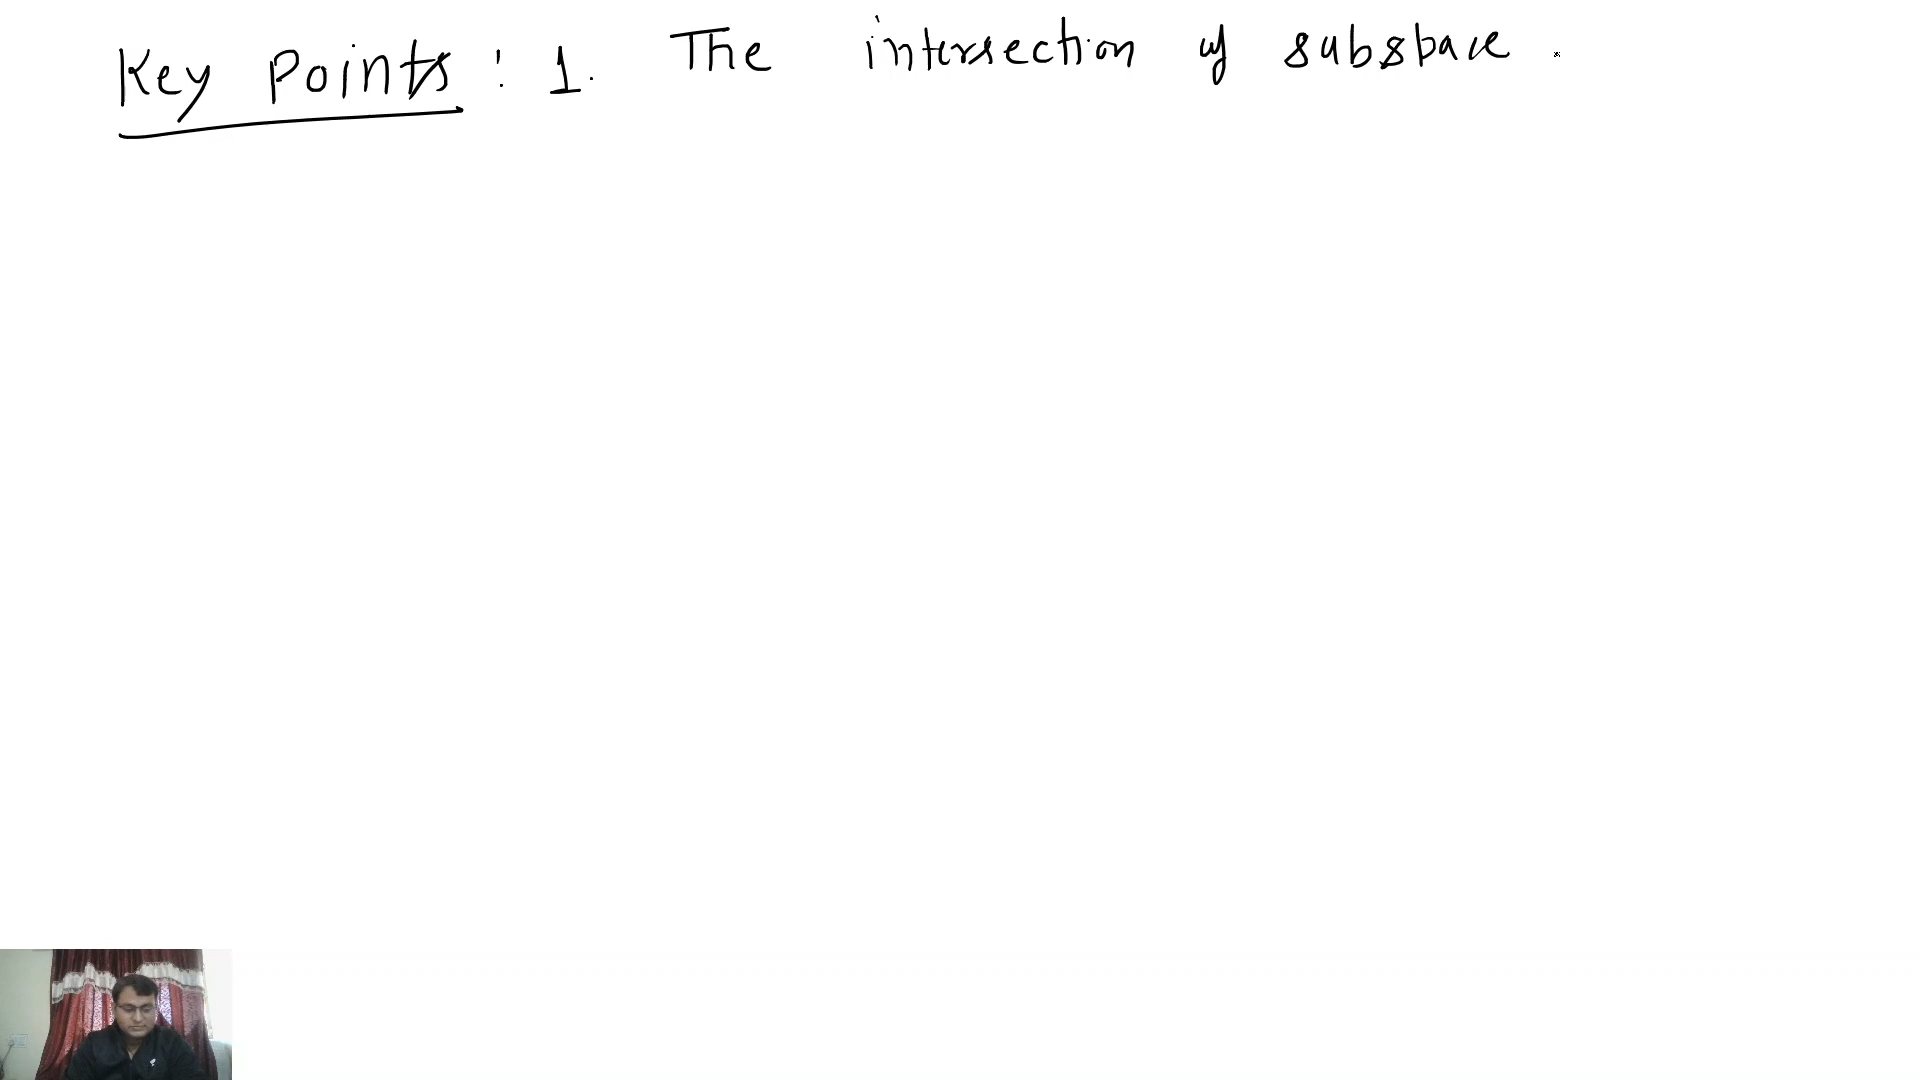 Key Points : 1. The intersection of subspace